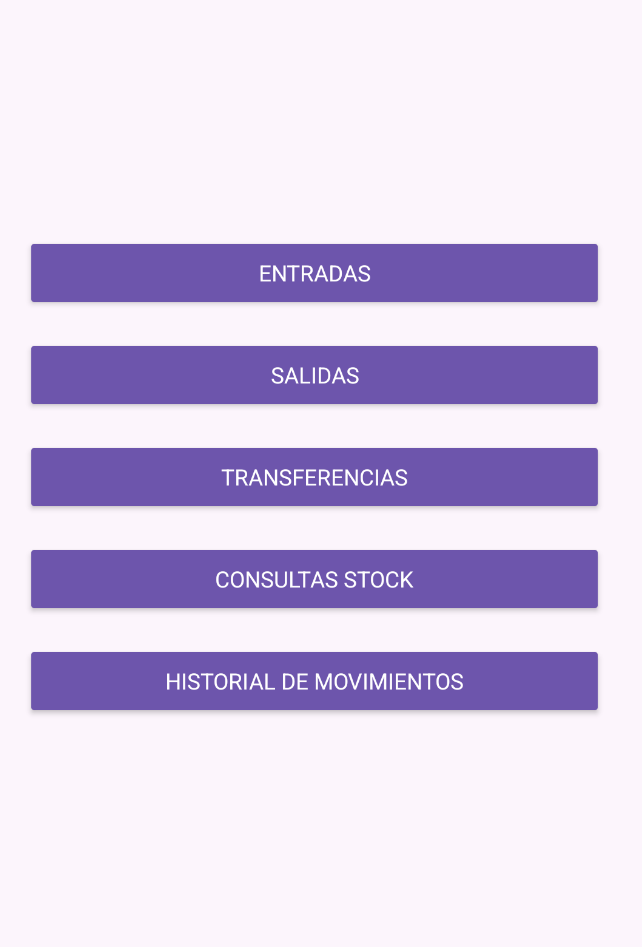 ENTRADAS
SALIDAS
TRANSFERENCIAS
CONSULTAS STOCK
HISTORIAL DE MOVIMIENTOS